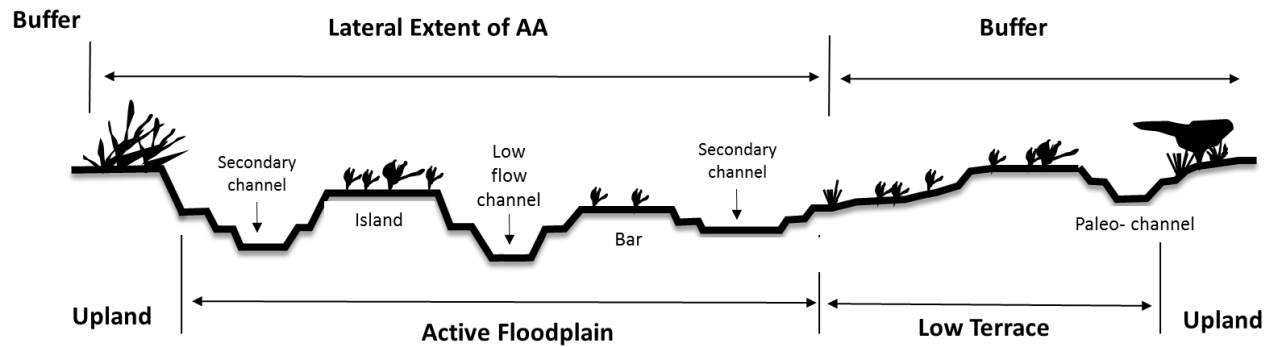 Buffer
Lateral Extent of AA
Buffer
Secondary
channel
Low
flow
channel
Secondary
channel
Island
Bar
Paleo- channel
Upland
Active Floodplain
Low Terrace
Upland